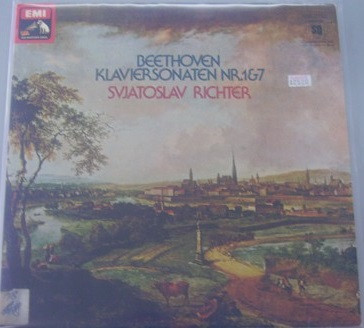 EMI
BEETHOVEN
KLAVIERSONATEN NR.1&7
SVJATOSLAV RICHTER